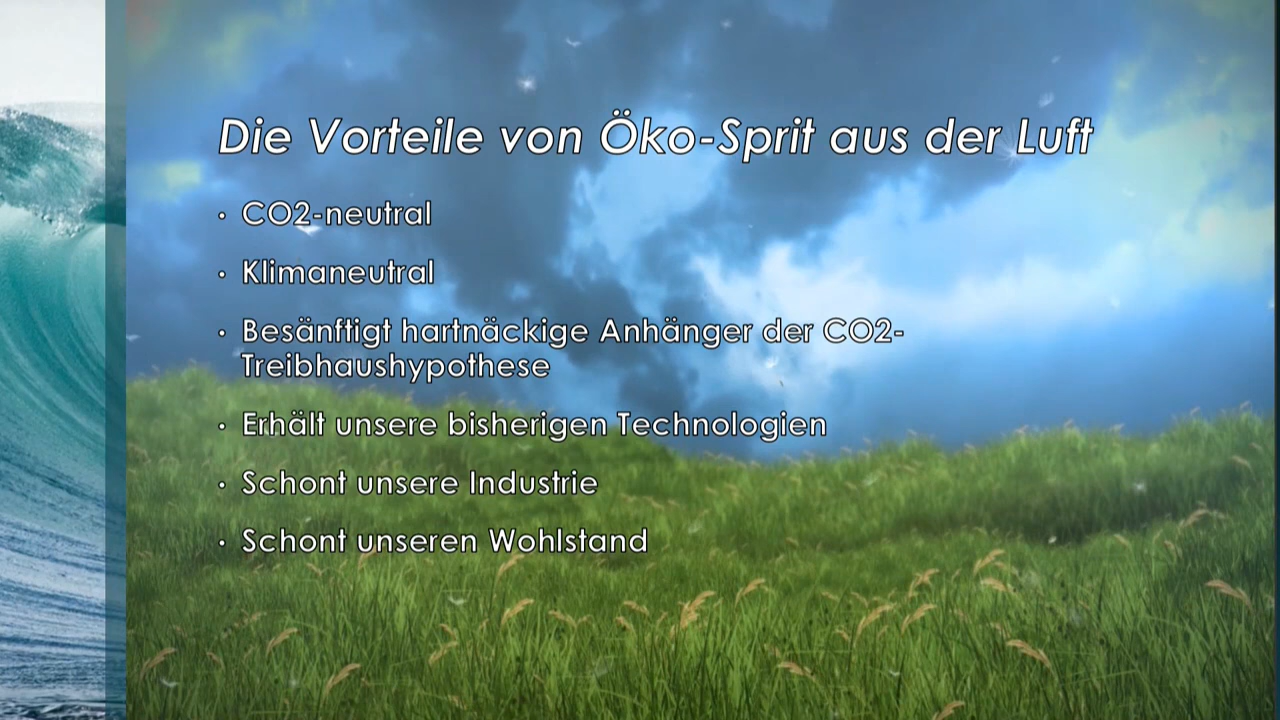 Die Vorteile von Öko-Sprit aus der Luft
• CO2-neutral
• Klimaneutral
• Besänftigt hartnäckige Anhänger der CO2-
Treibhaushypothese
• Erhält unsere bisherigen Technologien
• Schont unsere Industrie
• Schont unseren Wohlstand